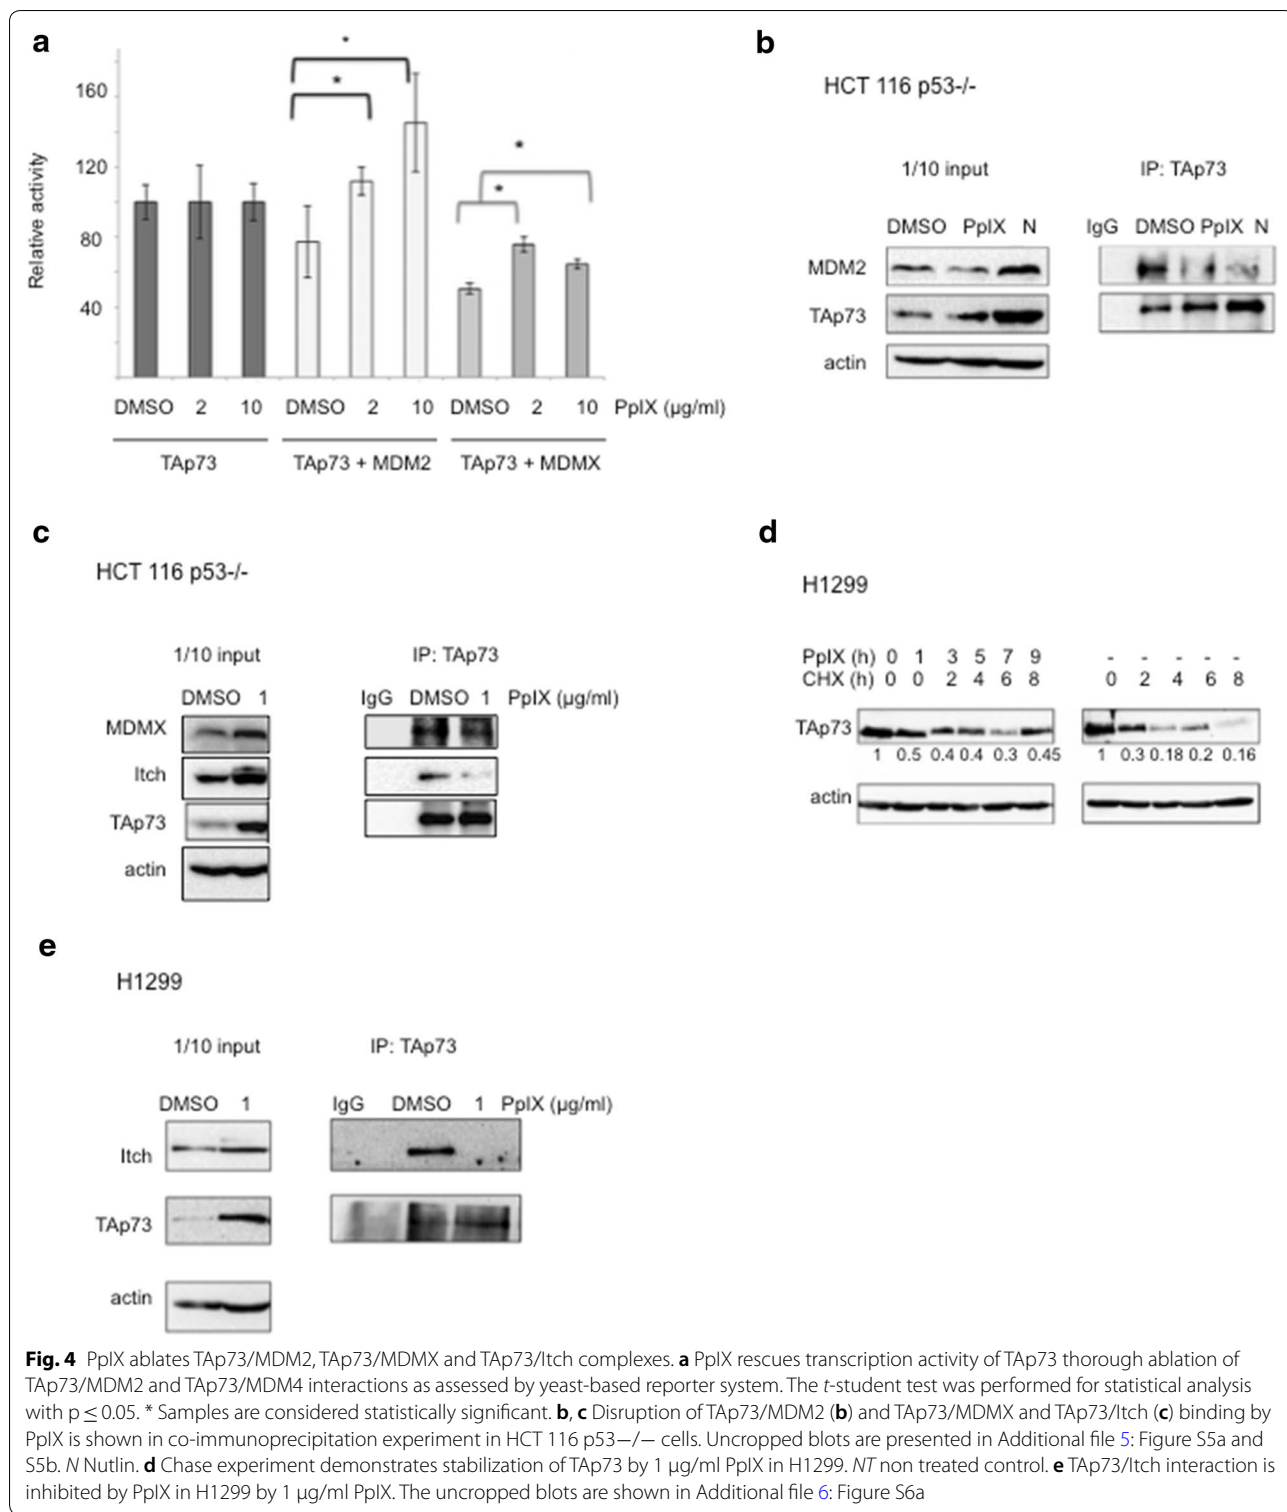 a
160
120
80
40
Relative activity
*
*
*
*
DMSO 2 10 DMSO 2 10 DMSO 2 10 PpIX (µg/ml)
TAp73 TAp73 + MDM2 TAp73 + MDMX
b
HCT 116 p53-/-
1/10 input IP: TAp73
DMSO PpIX N IgG DMSO PpIX N
MDM2
TAp73
actin
c
HCT 116 p53-/-
1/10 input IP: TAp73
DMSO 1 IgG DMSO 1 PpIX (µg/ml)
MDMX
Itch
TAp73
actin
d
H1299
PpIX (h) 0 1 3 5 7 9 - - - - -
CHX (h) 0 0 2 4 6 8 0 2 4 6 8
TAp73
1 0.5 0.4 0.4 0.3 0.45 1 0.3 0.18 0.2 0.16
actin
e
H1299
1/10 input IP: TAp73
DMSO 1 IgG DMSO 1 PpIX (µg/ml)
Itch
TAp73
actin
Fig. 4 PpIX ablates TAp73/MDM2, TAp73/MDMX and TAp73/Itch complexes. a PpIX rescues transcription activity of TAp73 thorough ablation of
TAp73/MDM2 and TAp73/MDM4 interactions as assessed by yeast-based reporter system. The t-student test was performed for statistical analysis
with p ≤ 0.05. * Samples are considered statistically significant. b, c Disruption of TAp73/MDM2 (b) and TAp73/MDMX and TAp73/Itch (c) binding by
PpIX is shown in co-immunoprecipitation experiment in HCT 116 p53−/− cells. Uncropped blots are presented in Additional file 5: Figure S5a and
S5b. N Nutlin. d Chase experiment demonstrates stabilization of TAp73 by 1 µg/ml PpIX in H1299. NT non treated control. e TAp73/Itch interaction is
inhibited by PpIX in H1299 by 1 µg/ml PpIX. The uncropped blots are shown in Additional file 6: Figure S6a